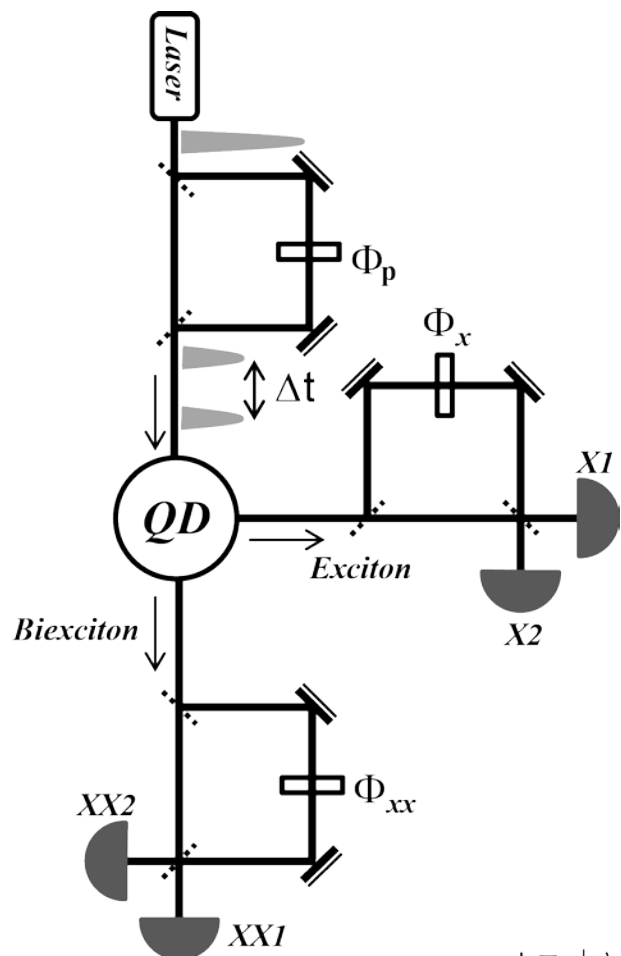 Laser
Φp
Φx
Δt
X1
QD
Exciton
X2
Biexciton
Φxx
XX2
XX1